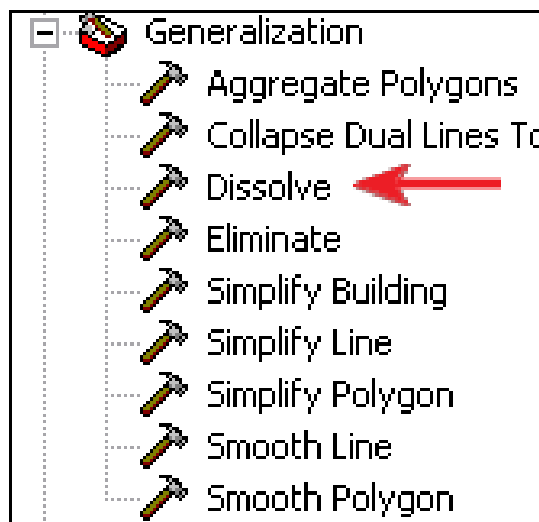 Generalization
Aggregate Polygons
Collapse Dual Lines To
Dissolve
Eliminate
Simplify Building
Simplify Line
Simplify Polygon
Smooth Line
Smooth Polygon